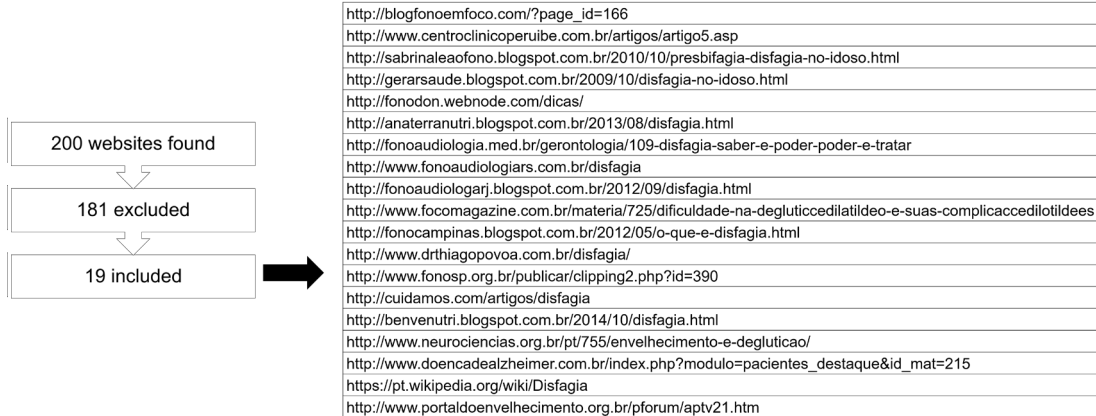 200 websites found
181 excluded
19 included
http://blogfonoemfoco.com/?page_id=166
http://www.centroclinicoperuibe.com.br/artigos/artigo5.asp
http://sabrinaleaofono.blogspot.com.br/2010/10/presbifagia-disfagia-no-idoso.html
http://gerarsaude.blogspot.com.br/2009/10/disfagia-no-idoso.html
http://fonodon.webnode.com/dicas/
http://anaterranutri.blogspot.com.br/2013/08/disfagia.html
http://fonoaudiologia.med.br/gerontologia/109-disfagia-saber-e-poder-poder-e-tratar
http://www.fonoaudiologiars.com.br/disfagia
http://fonoaudiologarj.blogspot.com.br/2012/09/disfagia.html
http://www.focomagazine.com.br/materia/725/dificuldade-na-degluticcedilatildeo-e-suas-complicaccedilotildees
http://fonocampinas.blogspot.com.br/2012/05/o-que-e-disfagia.html
http://www.drthiagopovoa.com.br/disfagia/
http://www.fonosp.org.br/publicar/clipping2.php?id=390
http://cuidamos.com/artigos/disfagia
http://benvenutri.blogspot.com.br/2014/10/disfagia.html
http://www.neurociencias.org.br/pt/755/envelhecimento-e-degluticao/
http://www.doencadealzheimer.com.br/index.php?modulo=pacientes_destaque&id_mat=215
https://pt.wikipedia.org/wiki/Disfagia
http://www.portaldoenvelhecimento.org.br/pforum/aptv21.htm